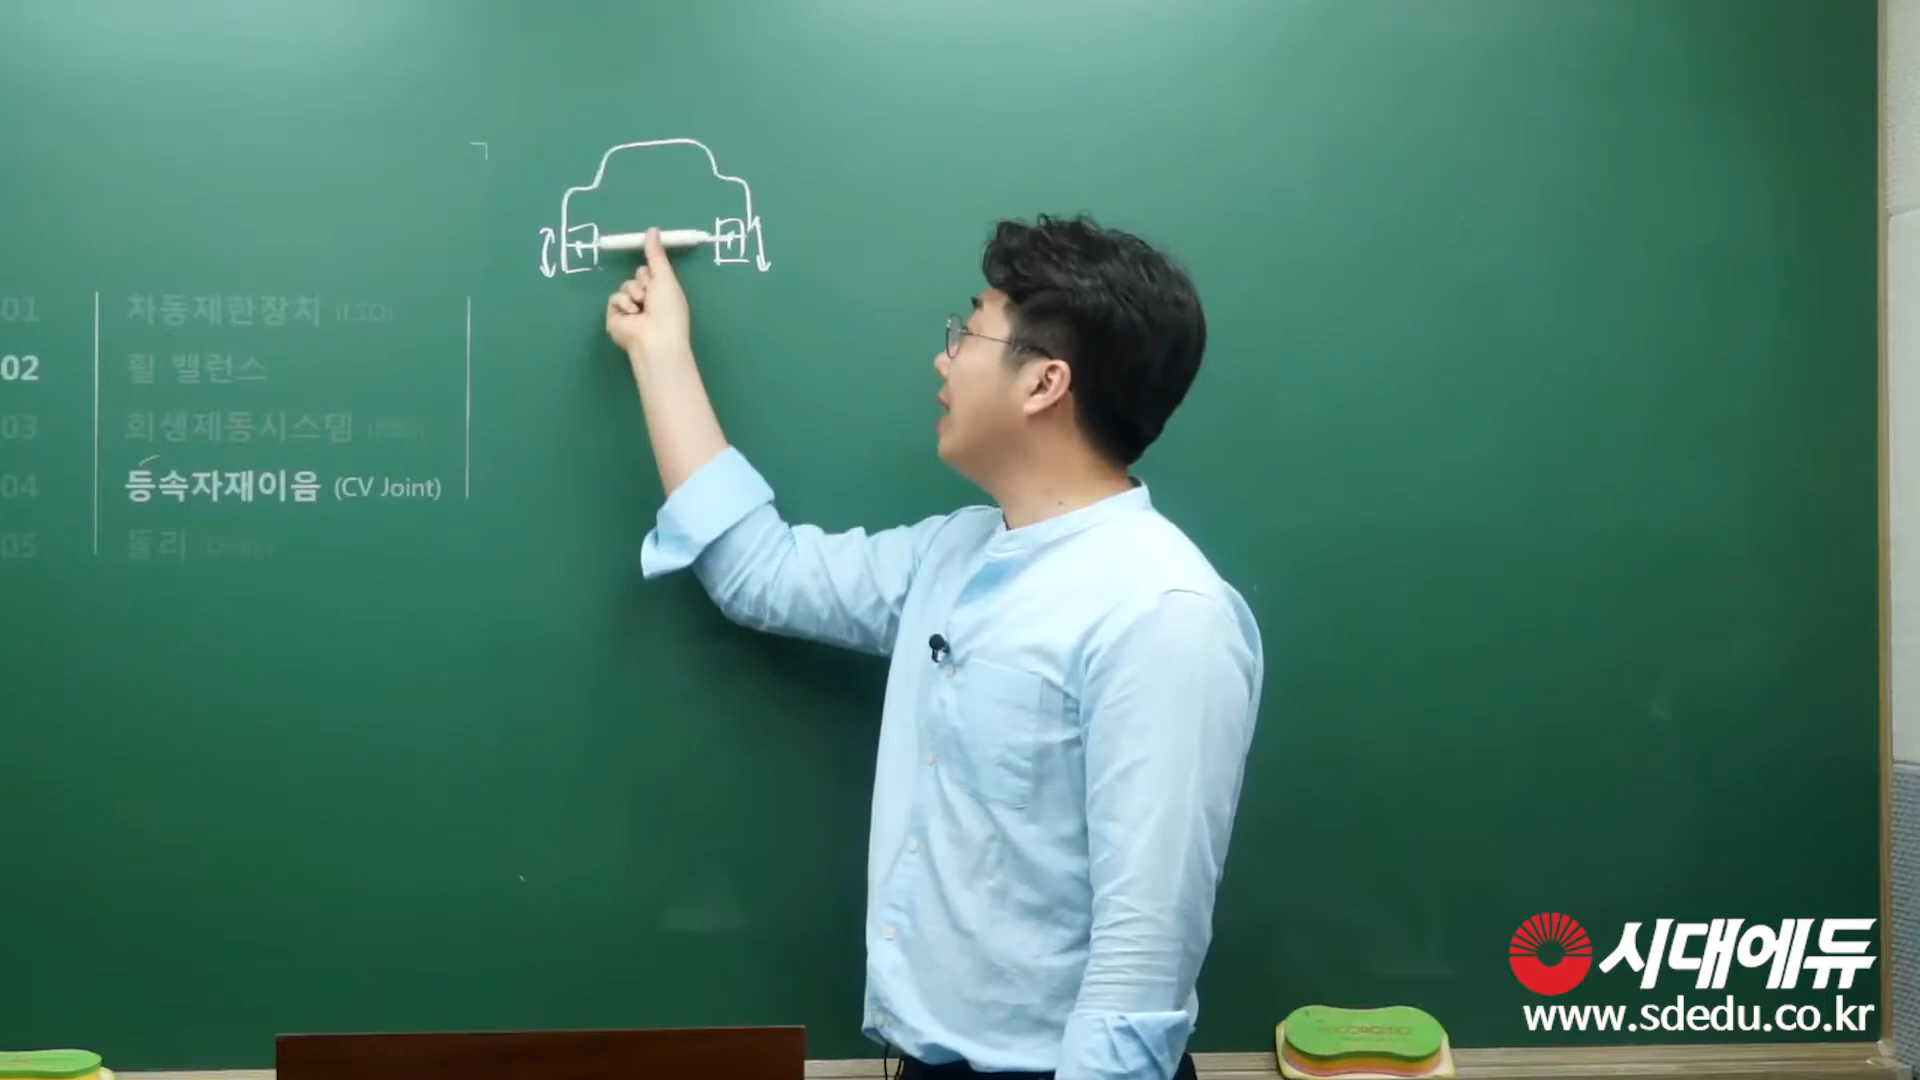 01 차동제한장치 (LSD)
02 휠 밸런스
03 회생제동시스템
04 등속자재이음 (CV Joint)
05 둘리
시대에듀
www.sdedu.co.kr